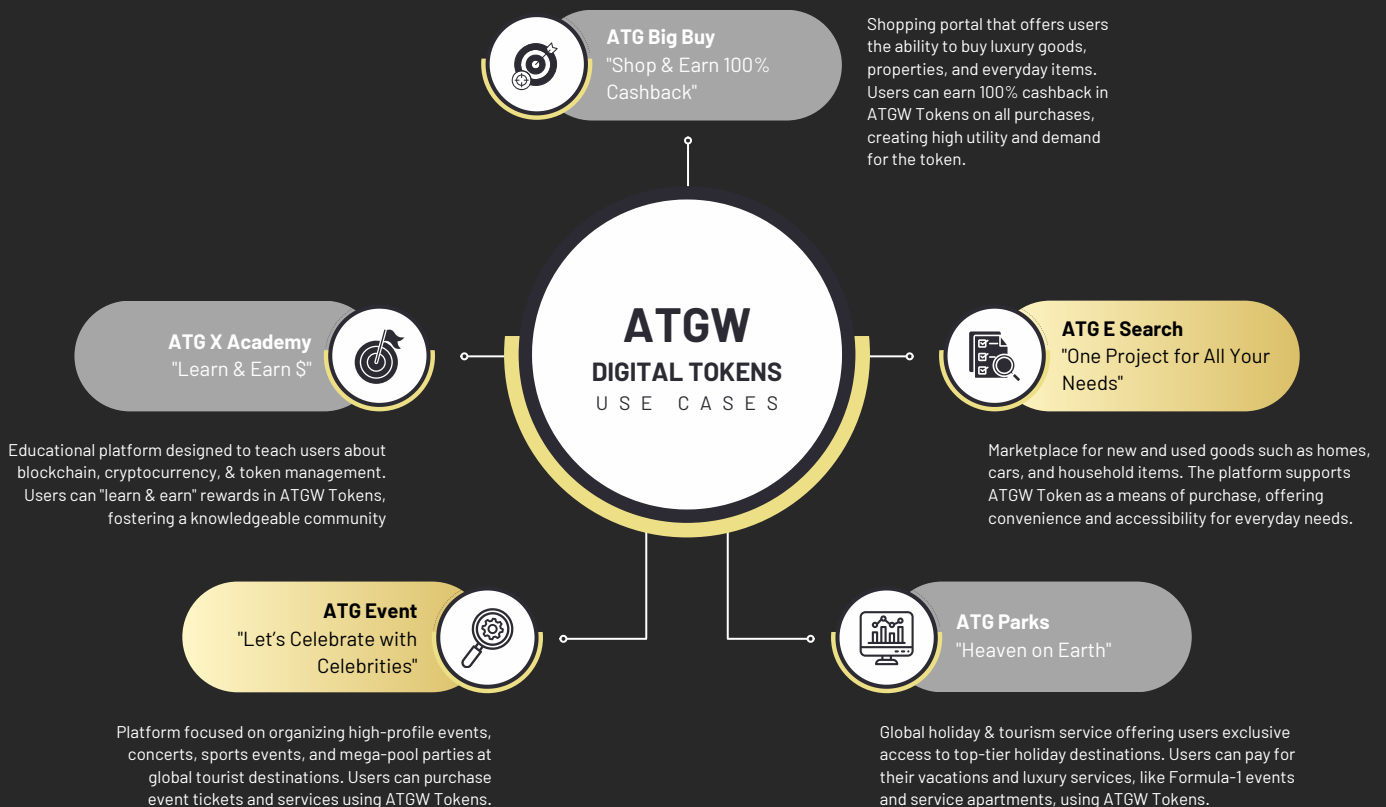 ATG Big Buy
"Shop & Earn 100%
Cashback"
Shopping portal that offers users
the ability to buy luxury goods,
properties, and everyday items.
Users can earn 100% cashback in
ATGW Tokens on all purchases,
creating high utility and demand
for the token.
ATGW
DIGITAL TOKENS
USE CASES
ATG X Academy
"Learn & Earn $"
Educational platform designed to teach users about
blockchain, cryptocurrency, & token management.
Users can "learn & earn" rewards in ATGW Tokens,
fostering a knowledgeable community
ATG E Search
"One Project for All Your
Needs"
Marketplace for new and used goods such as homes,
cars, and household items. The platform supports
ATGW Token as a means of purchase, offering
convenience and accessibility for everyday needs.
ATG Event
"Let’s Celebrate with
Celebrities"
Platform focused on organizing high-profile events,
concerts, sports events, and mega-pool parties at
global tourist destinations. Users can purchase
event tickets and services using ATGW Tokens.
ATG Parks
"Heaven on Earth"
Global holiday & tourism service offering users exclusive
access to top-tier holiday destinations. Users can pay for
their vacations and luxury services, like Formula-1 events
and service apartments, using ATGW Tokens.